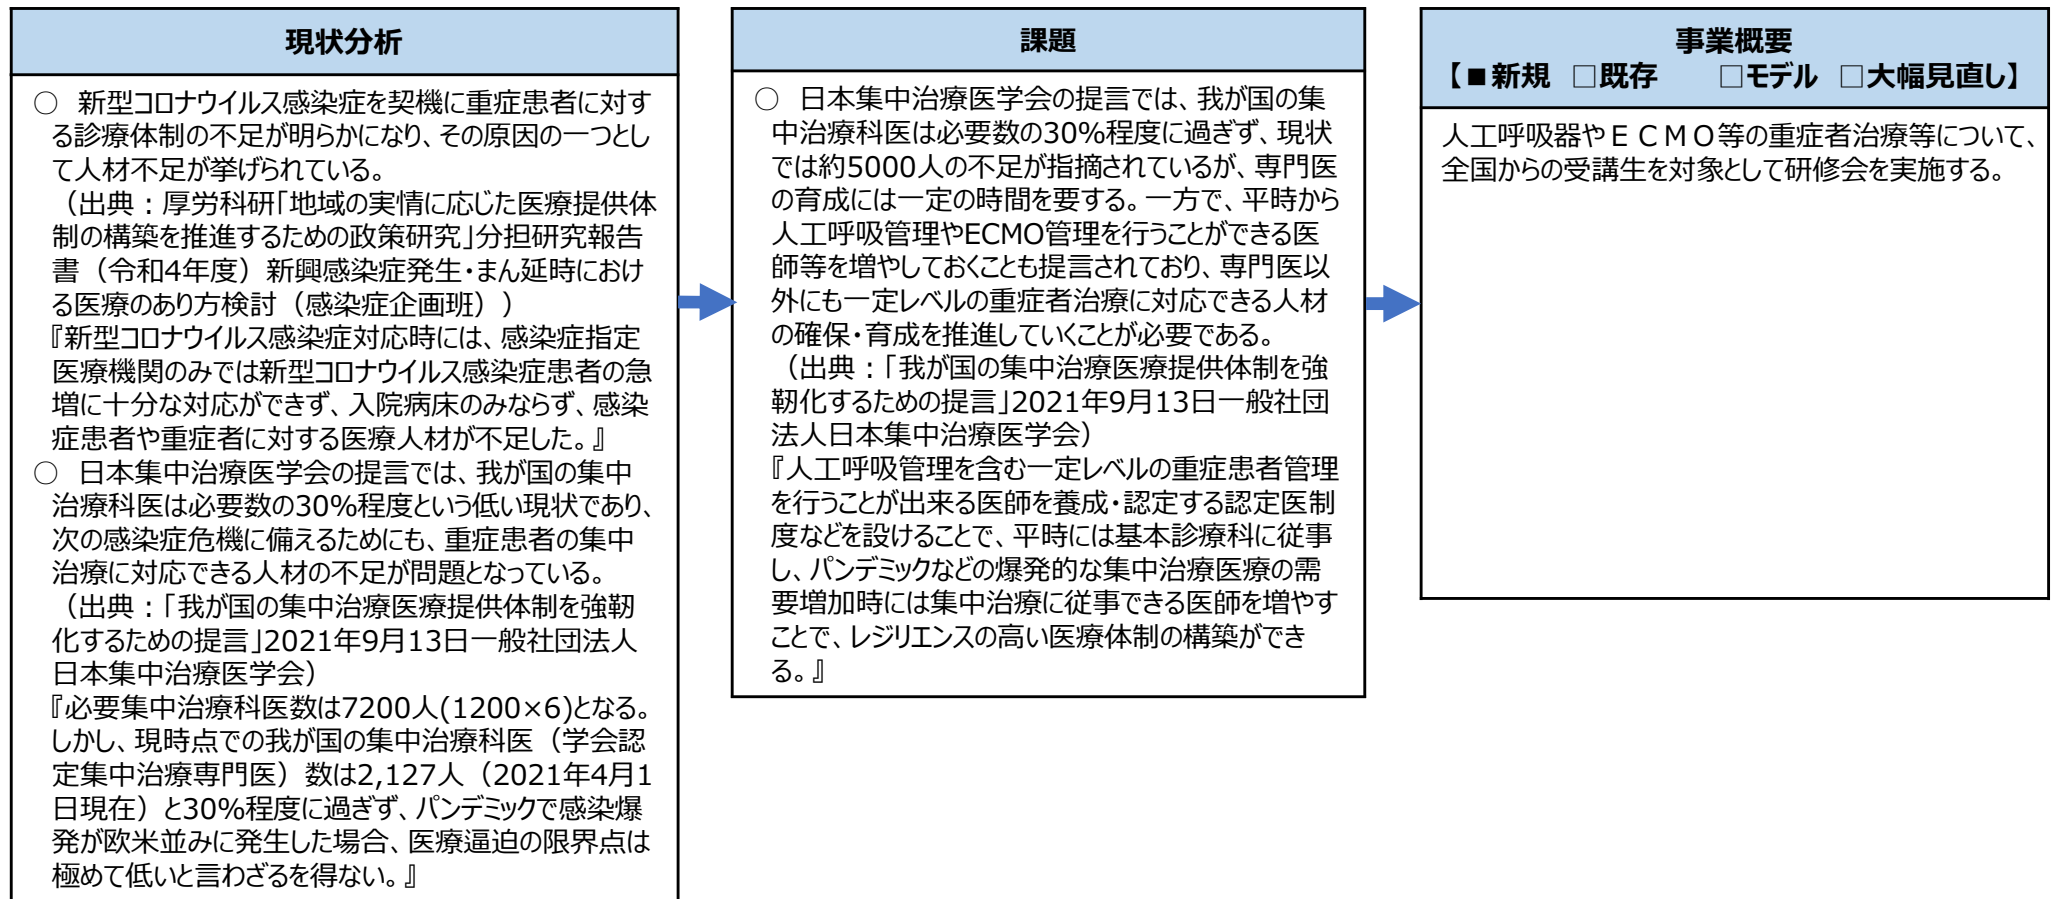 現状分析
○　新型コロナウイルス感染症を契機に重症患者に対す
る診療体制の不足が明らかになり、その原因の一つとし
て人材不足が挙げられている。
（出典：厚労科研「地域の実情に応じた医療提供体
制の構築を推進するための政策研究」分担研究報告
書（令和4年度）新興感染症発生・まん延時におけ
る医療のあり方検討（感染症企画班））
『新型コロナウイルス感染症対応時には、感染症指定
医療機関のみでは新型コロナウイルス感染症患者の急
増に十分な対応ができず、入院病床のみならず、感染
症患者や重症者に対する医療人材が不足した。』
○　日本集中治療医学会の提言では、我が国の集中
治療科医は必要数の30%程度という低い現状であり、
次の感染症危機に備えるためにも、重症患者の集中
治療に対応できる人材の不足が問題となっている。
（出典：「我が国の集中治療医療提供体制を強靭
化するための提言」2021年9月13日一般社団法人
日本集中治療医学会）
『必要集中治療科医数は7200人(1200×6)となる。
しかし、現時点での我が国の集中治療科医（学会認
定集中治療専門医）数は2,127人（2021年4月1
日現在）と30%程度に過ぎず、パンデミックで感染爆
発が欧米並みに発生した場合、医療逼迫の限界点は
極めて低いと言わざるを得ない。』
課題
○　日本集中治療医学会の提言では、我が国の集
中治療科医は必要数の30%程度に過ぎず、現状
では約5000人の不足が指摘されているが、専門医
の育成には一定の時間を要する。一方で、平時から
人工呼吸管理やECMO管理を行うことができる医
師等を増やしておくことも提言されており、専門医以
外にも一定レベルの重症者治療に対応できる人材
の確保・育成を推進していくことが必要である。
（出典：「我が国の集中治療医療提供体制を強
靭化するための提言」2021年9月13日一般社団
法人日本集中治療医学会）
『人工呼吸管理を含む一定レベルの重症患者管理
を行うことが出来る医師を養成・認定する認定医制
度などを設けることで、平時には基本診療科に従事
し、パンデミックなどの爆発的な集中治療医療の需
要増加時には集中治療に従事できる医師を増やす
ことで、レジリエンスの高い医療体制の構築ができ
る。』
事業概要
【■新規　□既存　　□モデル　□大幅見直し】
人工呼吸器やＥＣＭＯ等の重症者治療等について、
全国からの受講生を対象として研修会を実施する。